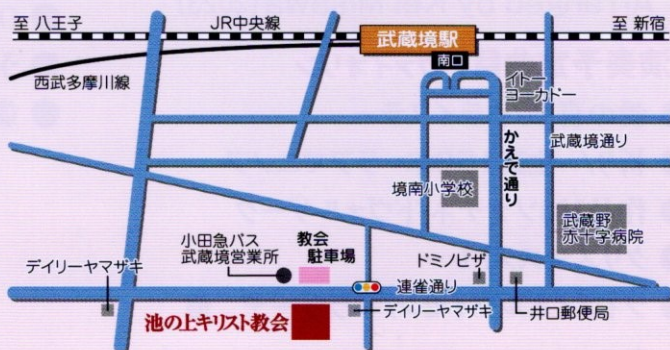 至 八王子
JR中央線
武蔵境駅
至 新宿
南口
西武多摩川線
イトー
ヨーカドー
かえで通り
武蔵境通り
境南小学校
武蔵野
赤十字病院
小田急バス
武蔵境営業所
教会
駐車場
デイリーヤマザキ
ドミノピザ
連雀通り
池の上キリスト教会
デイリーヤマザキ
井口郵便局